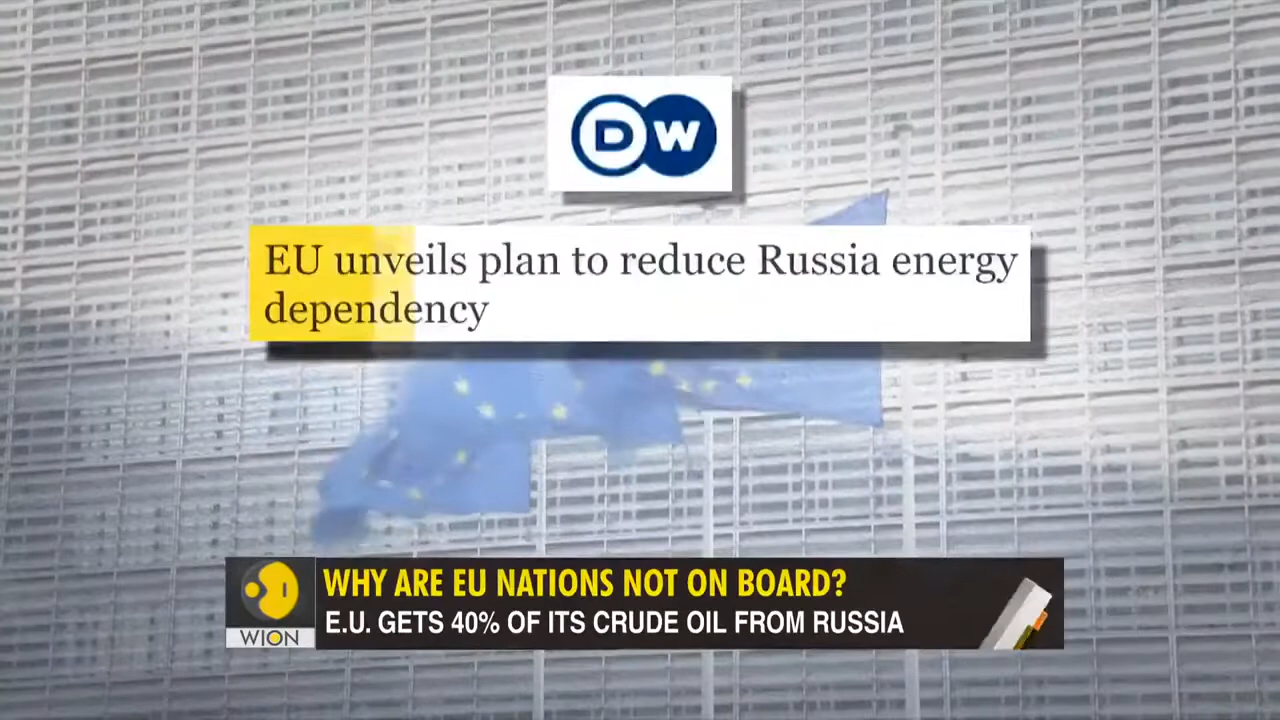 DW
EU unveils plan to reduce Russia energy
dependency
WHY ARE EU NATIONS NOT ON BOARD?
E.U. GETS 40% OF ITS CRUDE OIL FROM RUSSIA
WION